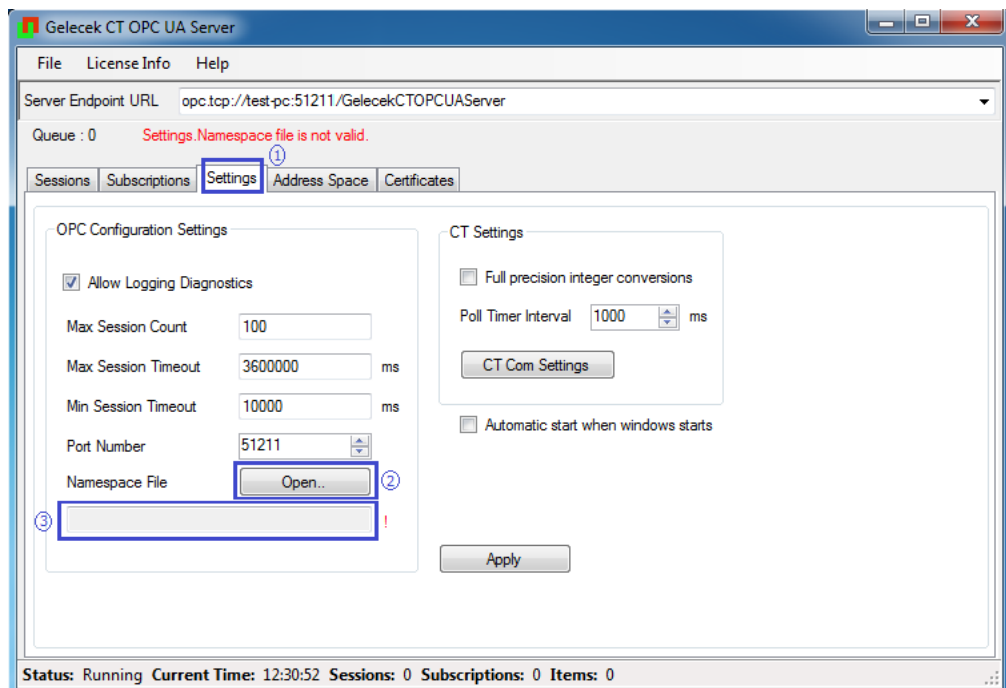 Gelecek CT OPC UA Server
File License Info Help
Server Endpoint URL opc.tcp://test-pc:51211/GelecekCTOPCUAServer
Queue : 0 Settings.Namespace file is not valid.
①
Sessions Subscriptions Settings Address Space Certificates
OPC Configuration Settings
Allow Logging Diagnostics
Max Session Count 100
Max Session Timeout 3600000 ms
Min Session Timeout 10000 ms
Port Number 51211
Namespace File Open.. ②
③ !
CT Settings
Full precision integer conversions
Poll Timer Interval 1000 ms
CT Com Settings
Automatic start when windows starts
Apply
Status: Running Current Time: 12:30:52 Sessions: 0 Subscriptions: 0 Items: 0